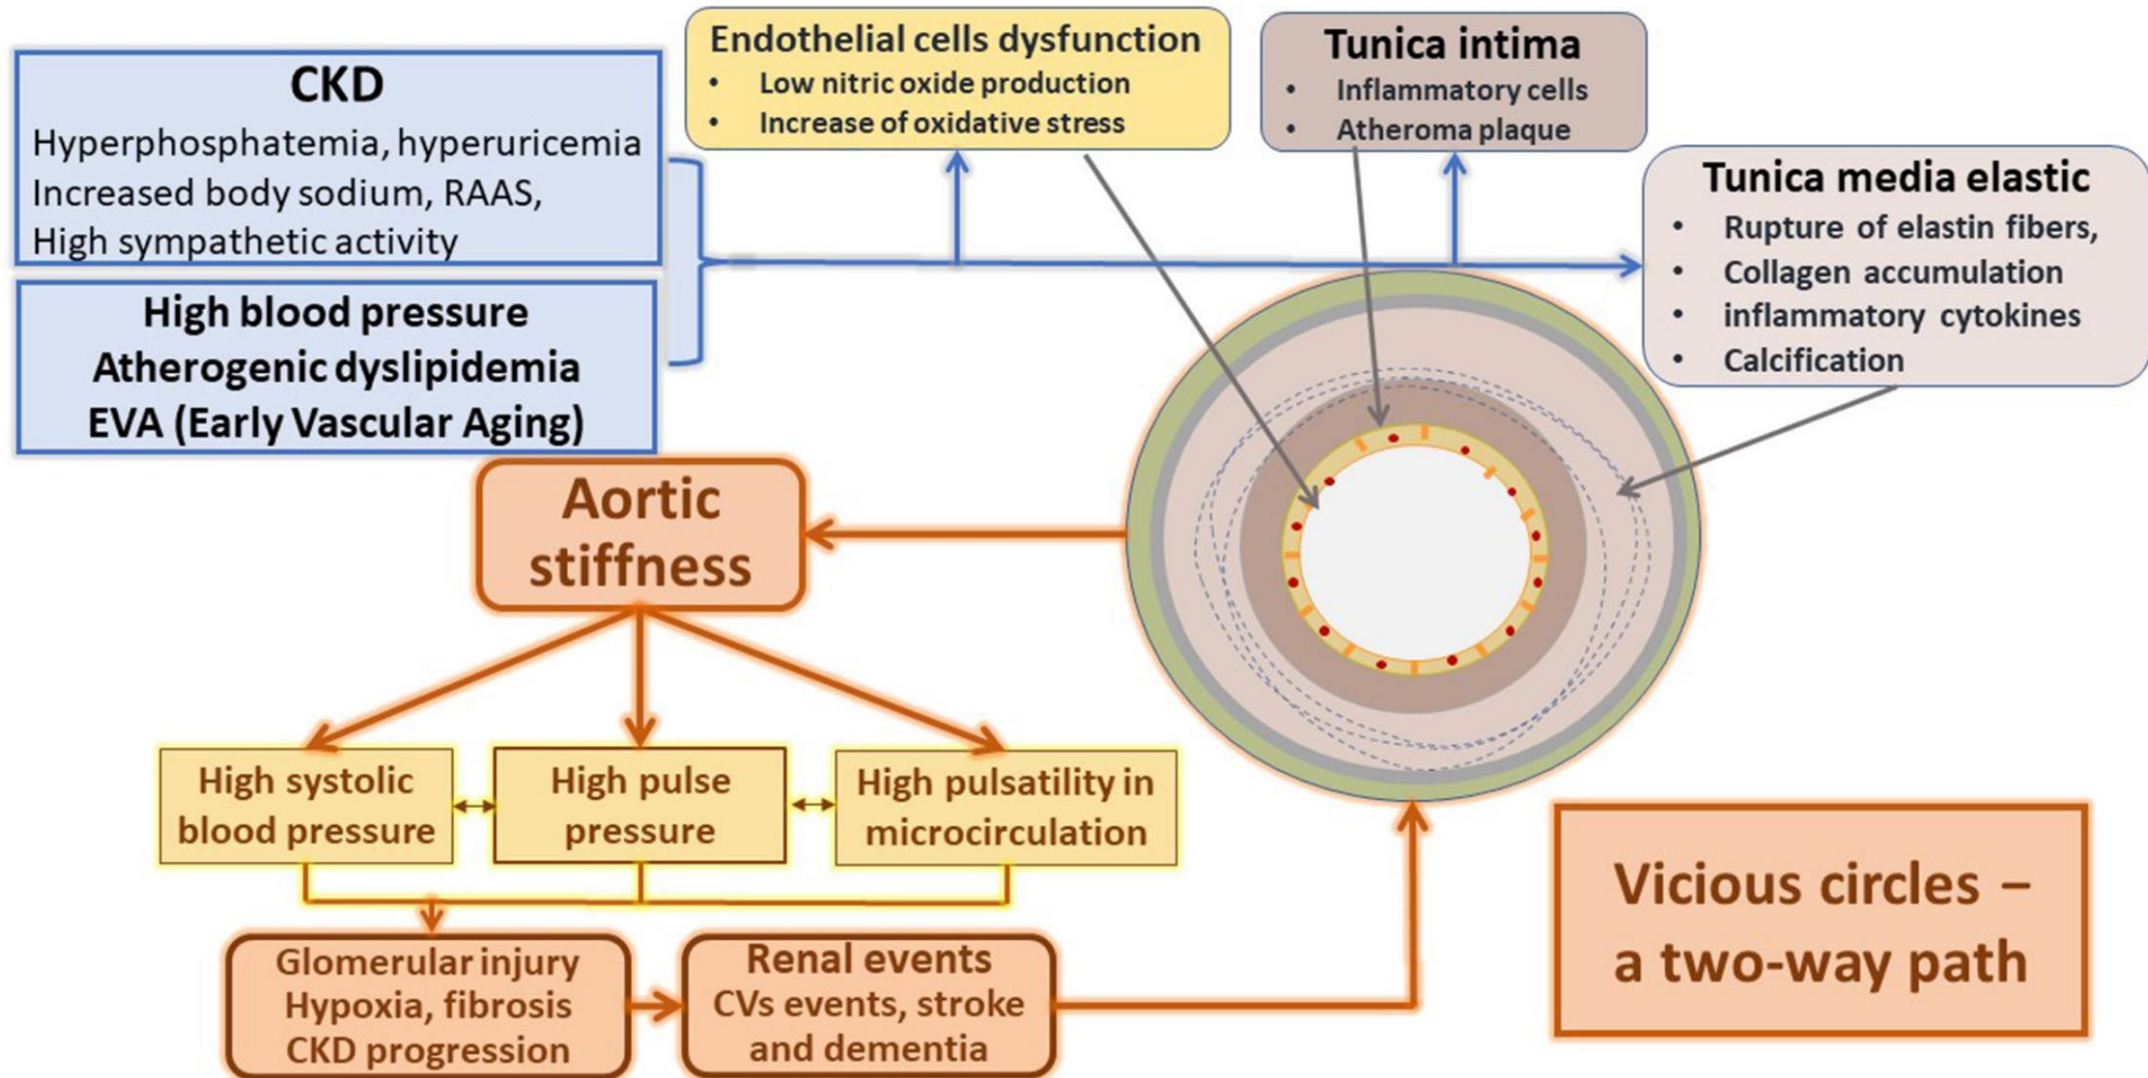 CKD
Hyperphosphatemia, hyperuricemia
Increased body sodium, RAAS,
High sympathetic activity
High blood pressure
Atherogenic dyslipidemia
EVA (Early Vascular Aging)
Endothelial cells dysfunction
• Low nitric oxide production
• Increase of oxidative stress
Tunica intima
• Inflammatory cells
• Atheroma plaque
Tunica media elastic
• Rupture of elastin fibers,
• Collagen accumulation
• inflammatory cytokines
• Calcification
Aortic
stiffness
High systolic
blood pressure
High pulse
pressure
High pulsatility in
microcirculation
Glomerular injury
Hypoxia, fibrosis
CKD progression
Renal events
CVs events, stroke
and dementia
Vicious circles –
a two-way path